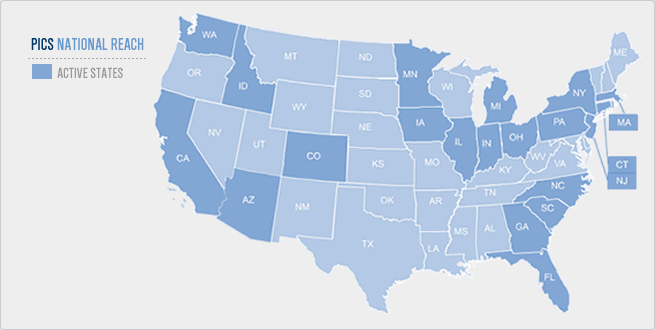 PICS NATIONAL REACH
ACTIVE STATES
WA
MT
ND
MN
ME
OR
ID
SD
WI
MI
NY
WY
MA
IA
PA
NE
NV
UT
IL
IN
OH
CO
CA
KS
MO
WV
VA
CT
KY
NJ
NC
TN
AZ
NM
OK
AR
SC
MS
AL
GA
TX
LA
FL